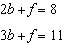 2b + f = 8
3b + f = 11